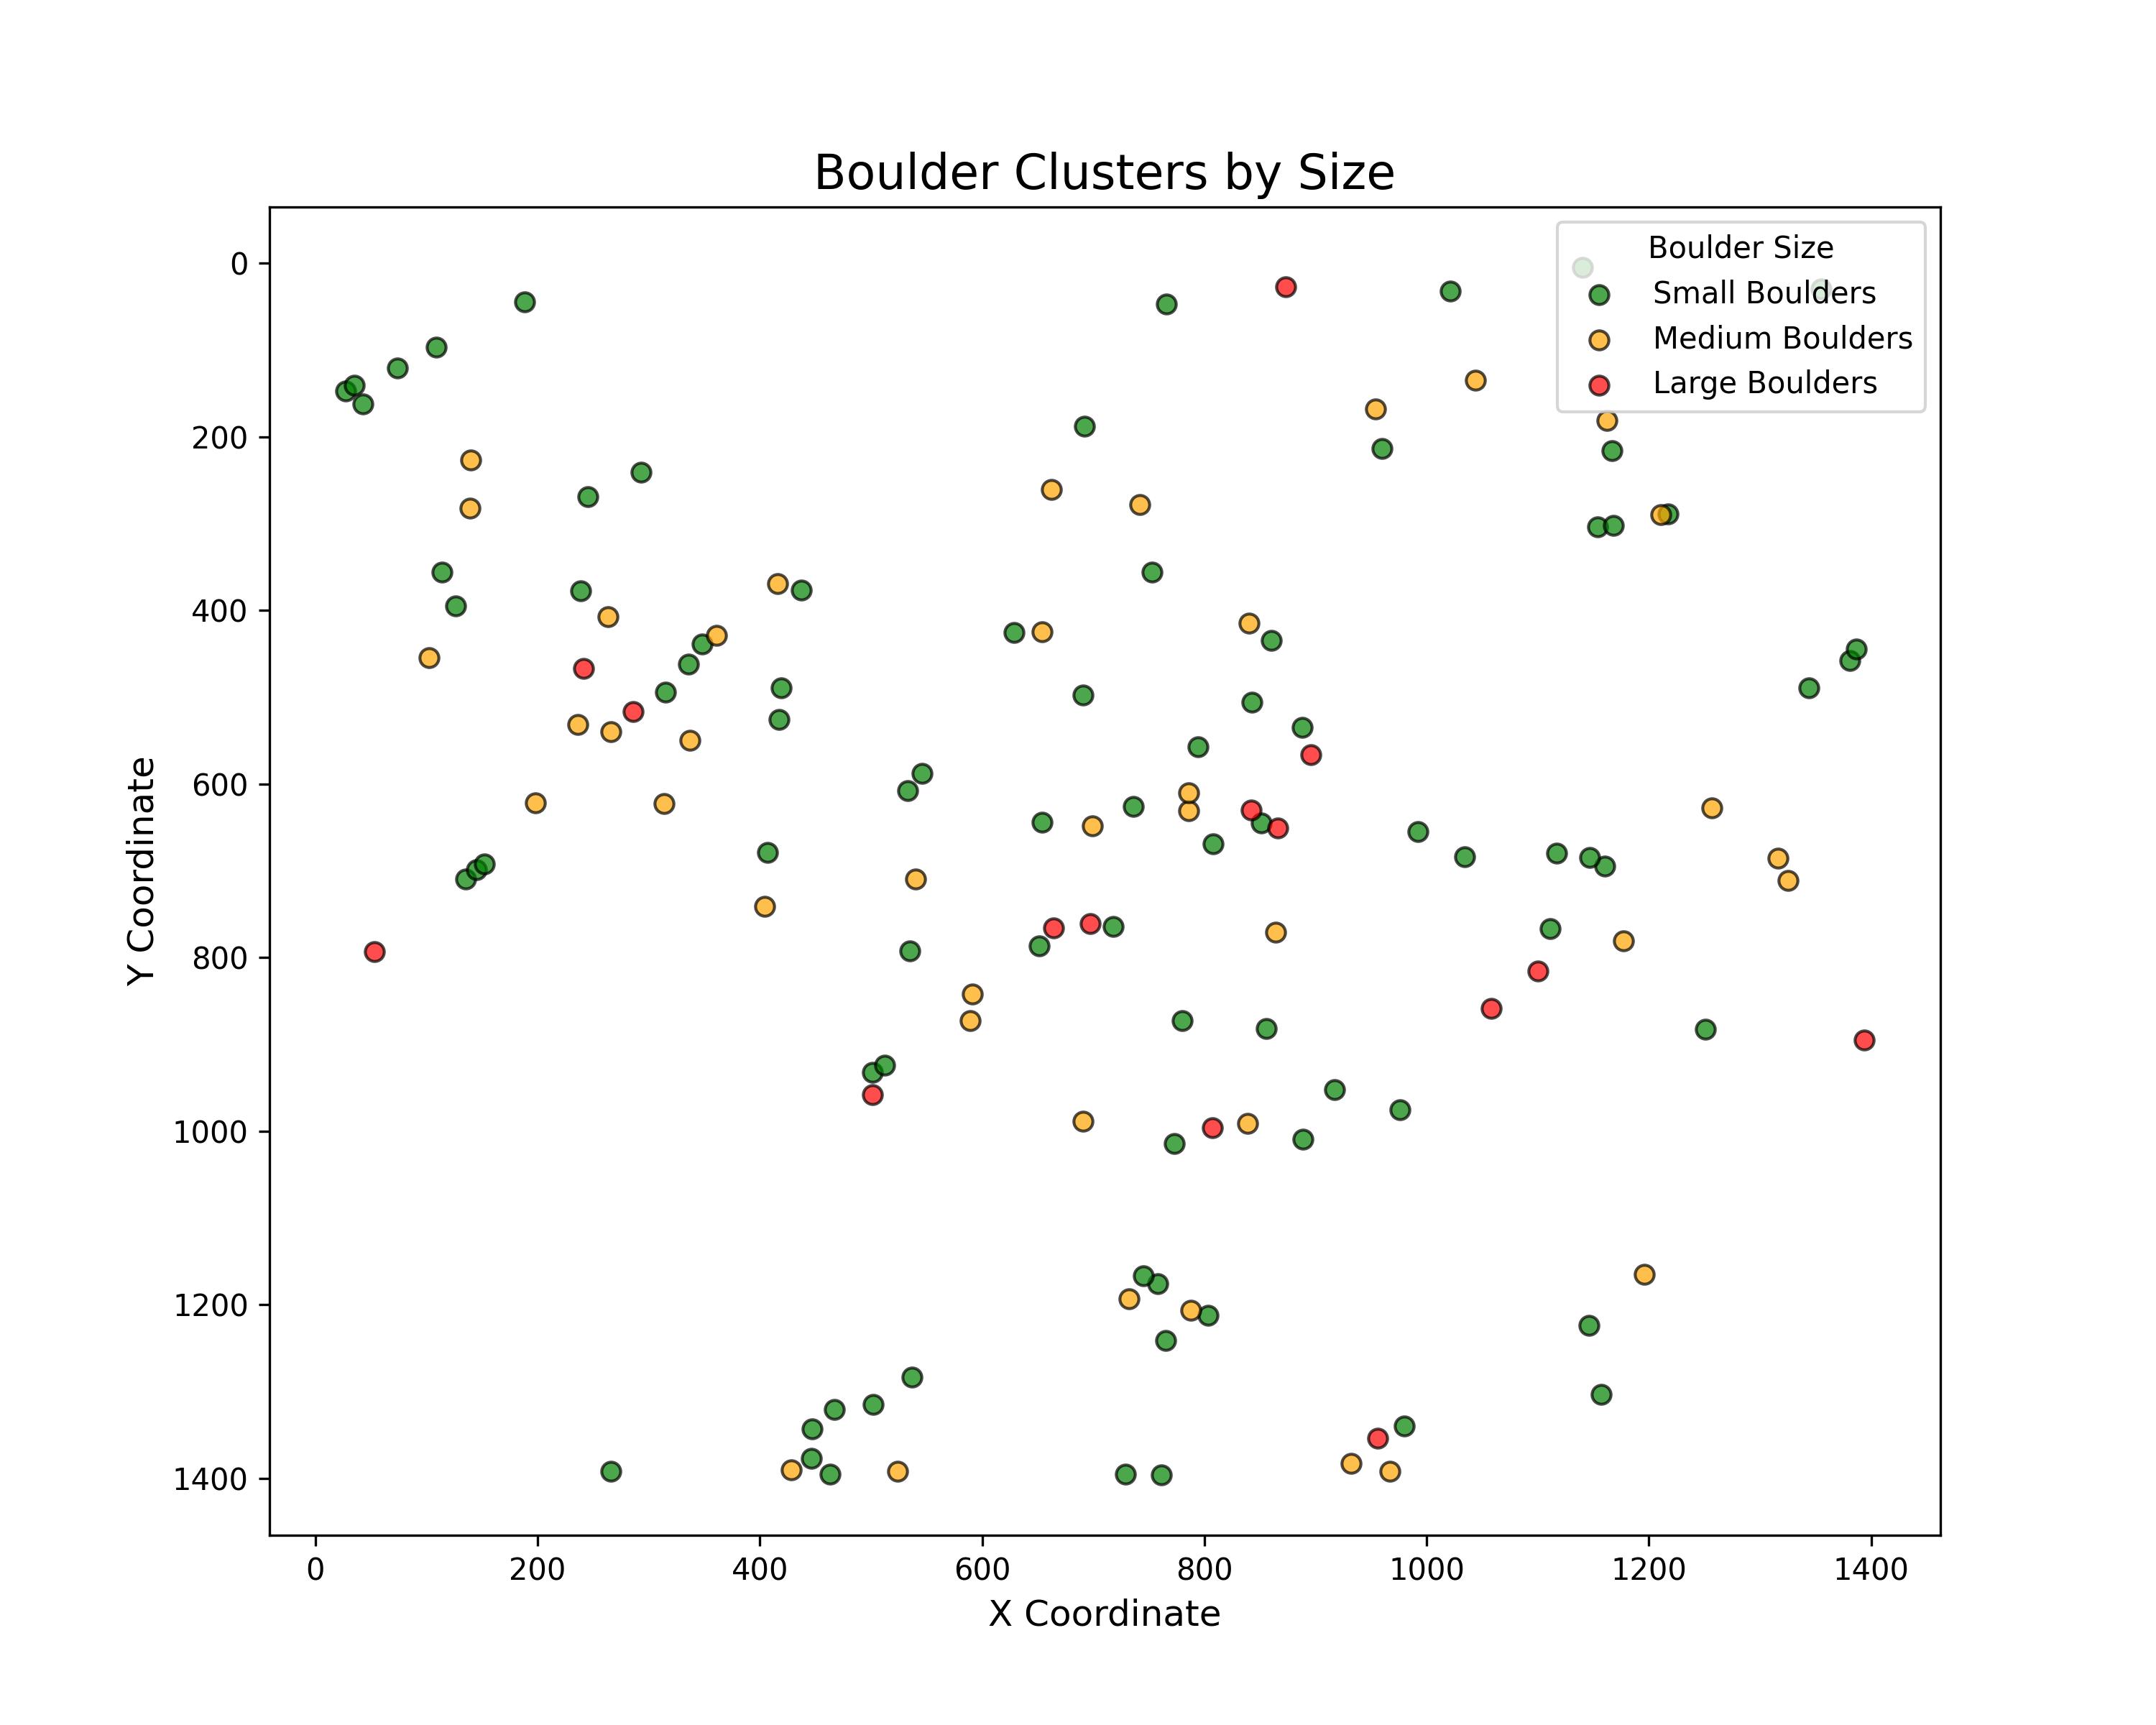 Boulder Clusters by Size
Boulder Size
Small Boulders
Medium Boulders
Large Boulders
0
200
400
600
800
1000
1200
1400
Y Coordinate
0 200 400 600 800 1000 1200 1400
X Coordinate